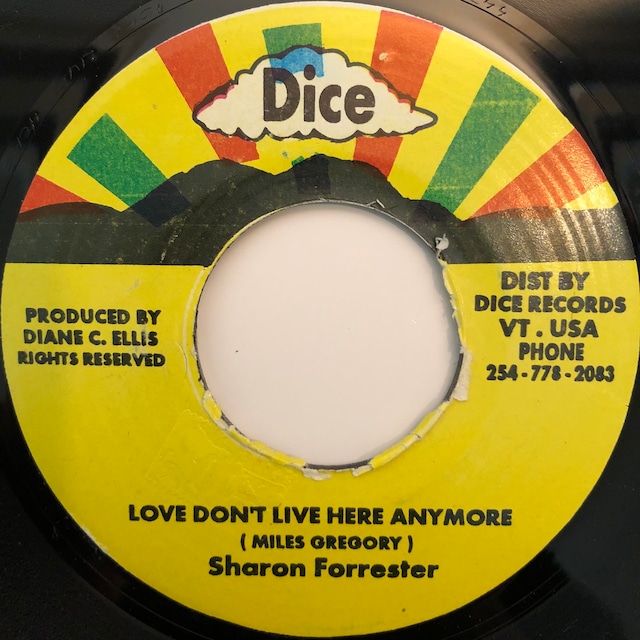 Dice
PRODUCED BY
DIANE C. ELLIS
RIGHTS RESERVED
DIST BY
DICE RECORDS
VT. USA
PHONE
254-778-2083
LOVE DON'T LIVE HERE ANYMORE
( MILES GREGORY )
Sharon Forrester